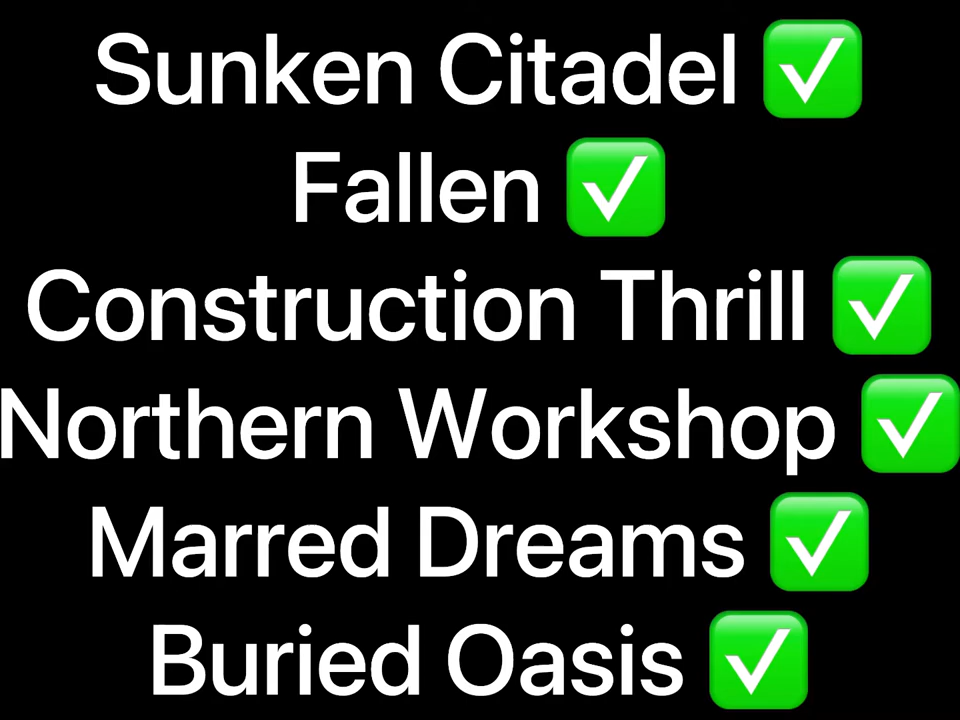 Sunken Citadel ✅
Fallen ✅
Construction Thrill ✅
Northern Workshop ✅
Marred Dreams ✅
Buried Oasis ✅